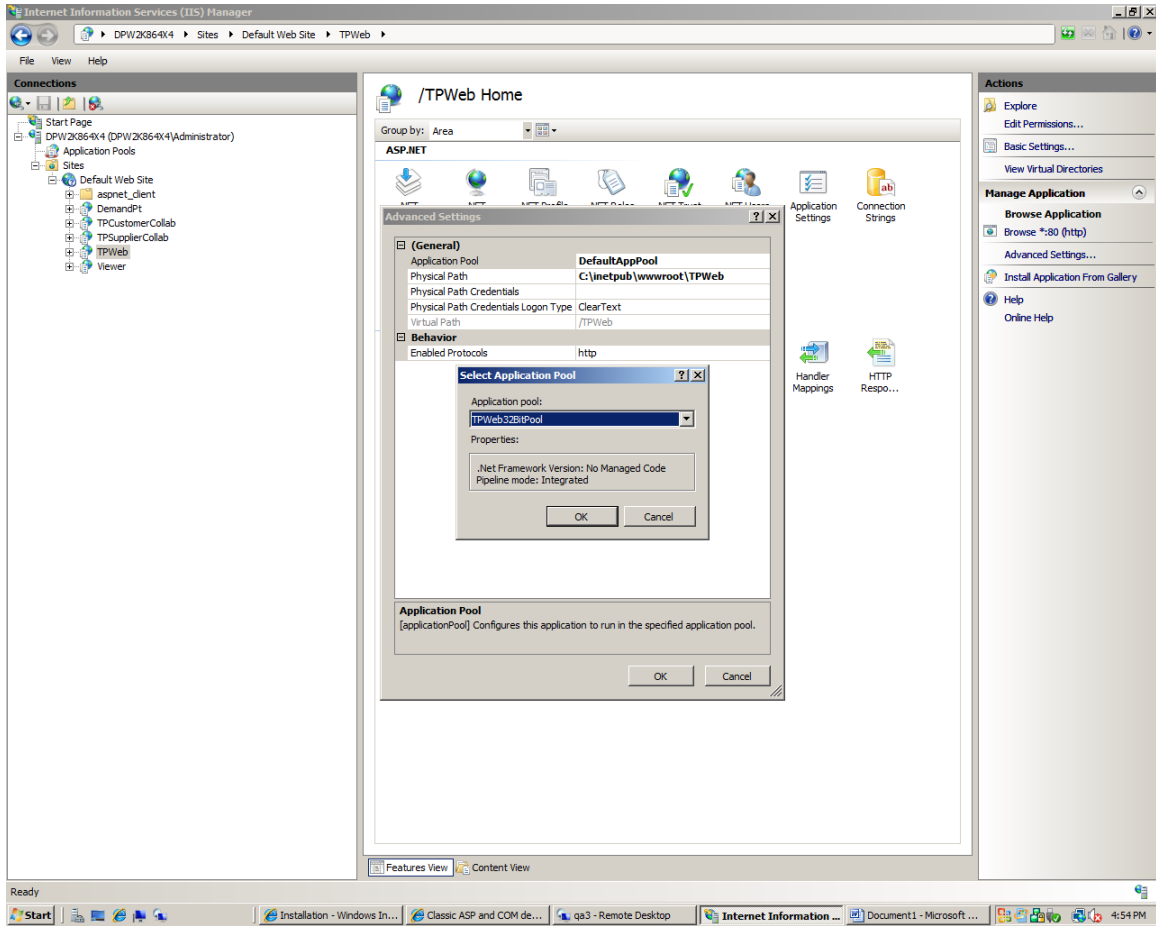 Internet Information Services (IIS) Manager
DPW2K864X4 Sites Default Web Site TPWeb
File View Help
Connections
Start Page
DPW2K864X4 (DPW2K864X4\Administrator)
Application Pools
Sites
Default Web Site
aspnet_client
DemandPt
TPCustomerCollab
TPSupplierCollab
TPWeb
Viewer
/TPWeb Home
Group by: Area
ASP.NET
Application Settings
Connection Strings
Advanced Settings
(General)
Application Pool DefaultAppPool
Physical Path C:\inetpub\wwwroot\TPWeb
Physical Path Credentials
Physical Path Credentials Logon Type ClearText
Virtual Path /TPWeb
Behavior
Enabled Protocols http
Select Application Pool
Application pool:
TPWeb32BitPool
Properties:
.Net Framework Version: No Managed Code
Pipeline mode: Integrated
OK Cancel
Handler Mappings
HTTP Respo...
Application Pool
[applicationPool] Configures this application to run in the specified application pool.
OK Cancel
Features View Content View
Actions
Explore
Edit Permissions...
Basic Settings...
View Virtual Directories
Manage Application
Browse Application
Browse *:80 (http)
Advanced Settings...
Install Application From Gallery
Help
Online Help
Ready
Start Installation - Windows In... Classic ASP and COM de... qa3 - Remote Desktop Internet Information ... Document1 - Microsoft ... 4:54 PM